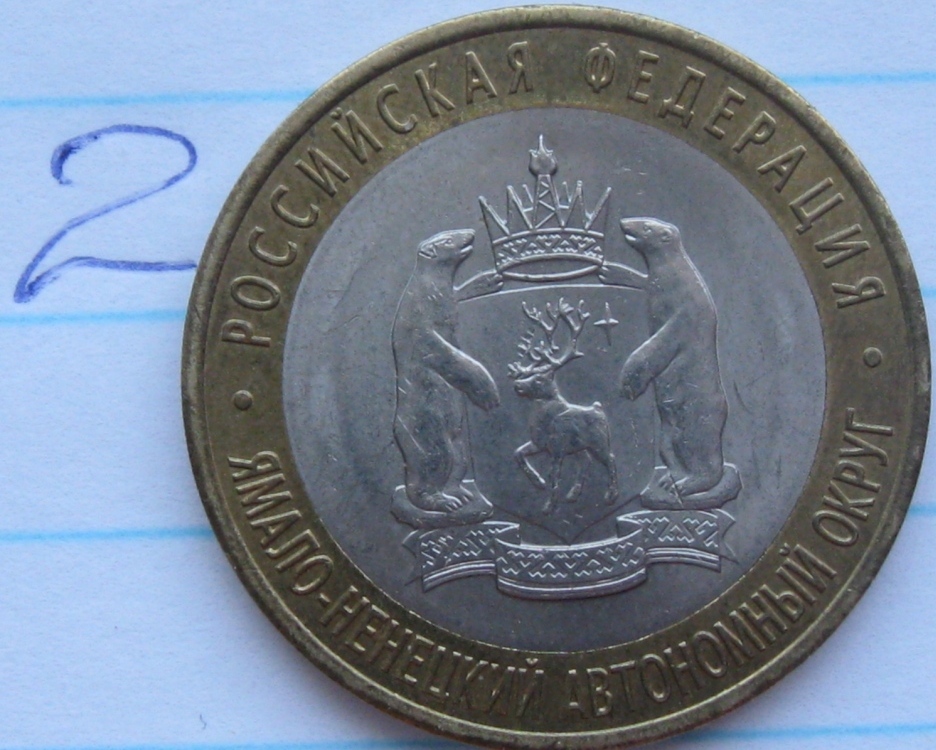 2
РОССИЙСКАЯ ФЕДЕРАЦИЯ
ЯМАЛО-НЕНЕЦКИЙ АВТОНОМНЫЙ ОКРУГ